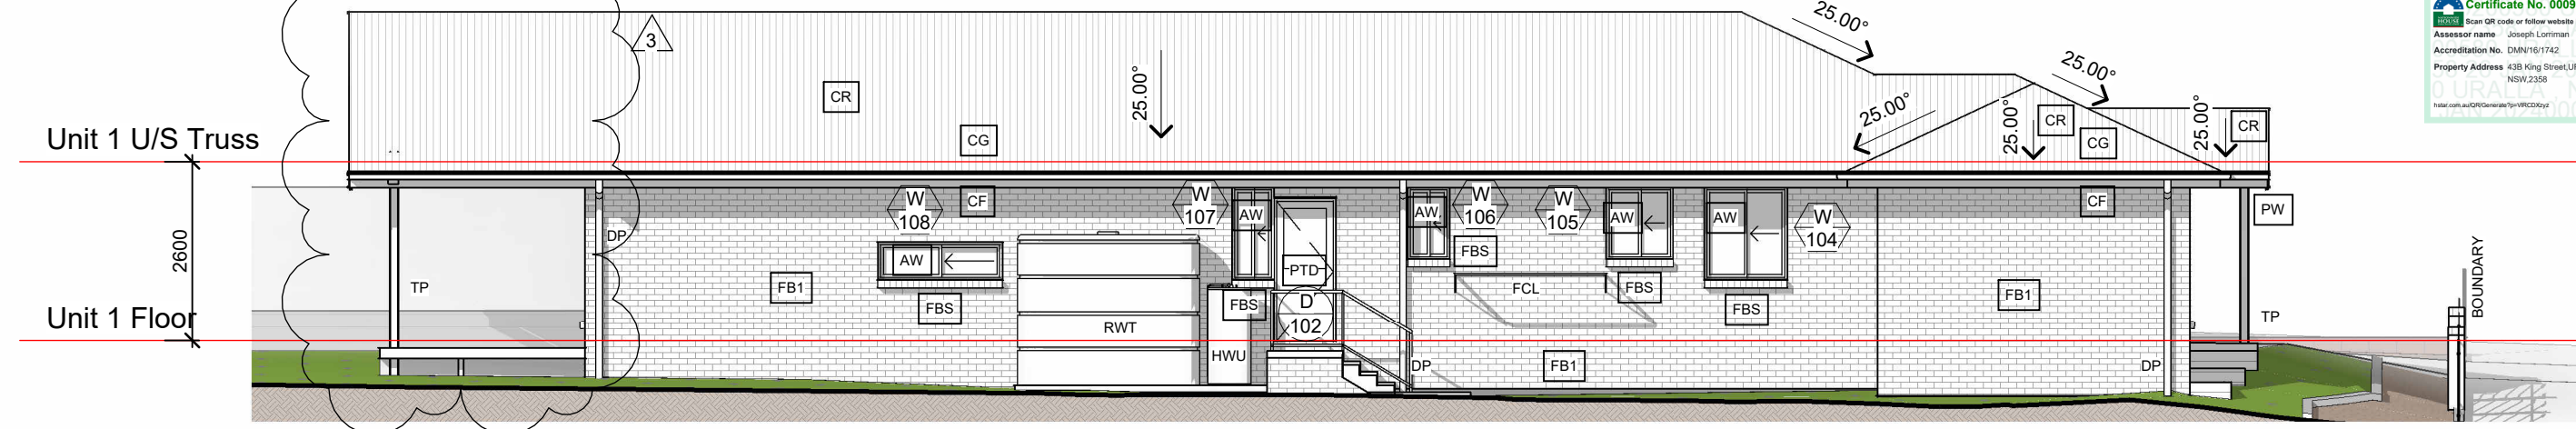 Certificate No. 0009
Scan QR code or follow website
HOUSE
Assessor name Joseph Lorriman
Accreditation No. DMN/16/1742
Property Address 43B King Street,
NSW,2358
25.00°
25.00°
3
25.00°
25.00°
25.00°
25.00°
CR
CR
CR
CG
CG
Unit 1 U/S Truss
2600
Unit 1 Floor
W
108
CF
W
107
AW
AW
W
106
W
105
AW
AW
W
104
CF
PW
DP
AW
FBS
PTD
BOUNDARY
TP
FB1
FBS
FBS
FCL
FBS
FBS
FB1
TP
D
102
RWT
HWU
DP
FB1
DP